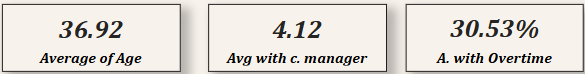 36.92
Average of Age
4.12
Avg with c. manager
30.53%
A. with Overtime